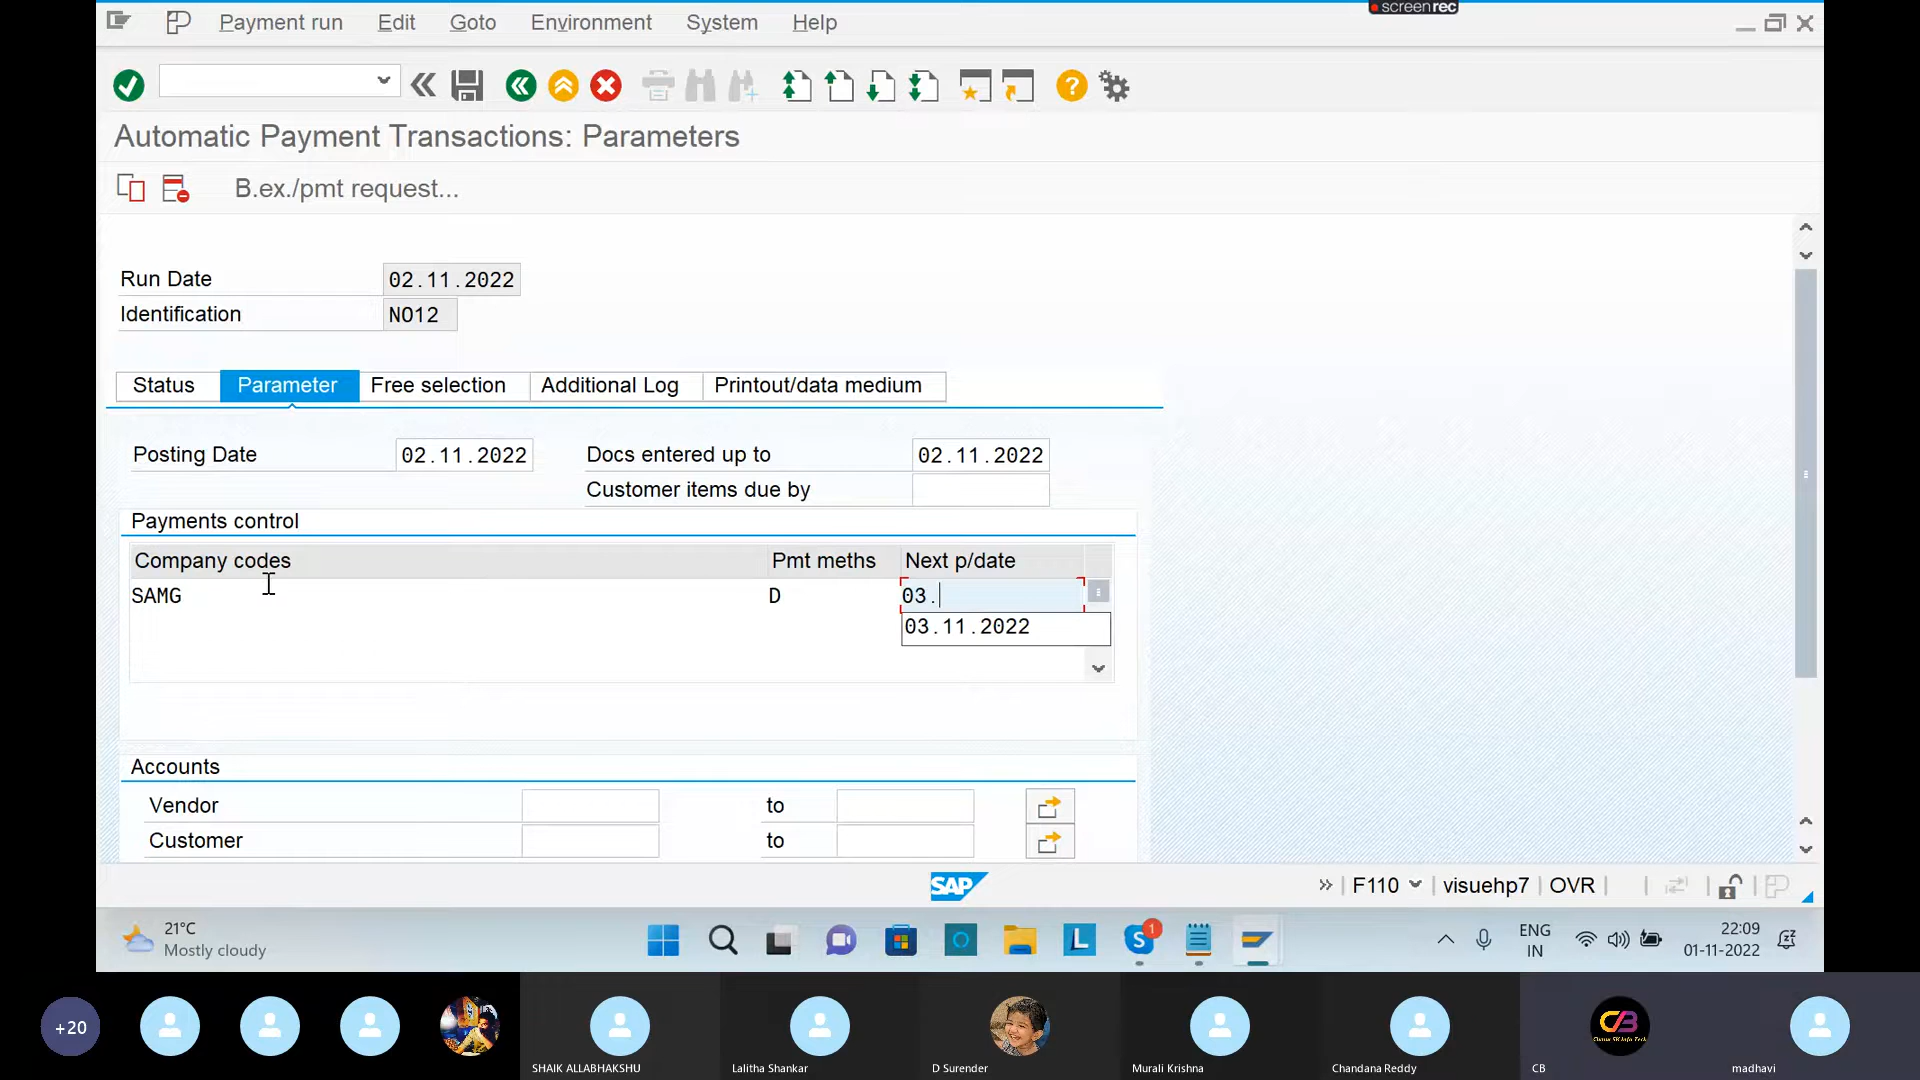 screenrec
Payment run Edit Goto Environment System Help
Automatic Payment Transactions: Parameters
B.ex./pmt request...
Run Date 02.11.2022
Identification NO12
Status Parameter Free selection Additional Log Printout/data medium
Posting Date 02.11.2022 Docs entered up to 02.11.2022
Customer items due by
Payments control
Company codes Pmt meths Next p/date
SAMG D 03.
03.11.2022
Accounts
Vendor to
Customer to
SAP F110 visuehp7 OVR
21°C
Mostly cloudy
L
S 1
ENG
IN
22:09
01-11-2022
+20
CB
SHAIK ALLABHAKSHU Lalitha Shankar D Surender Murali Krishna Chandana Reddy CB madhavi